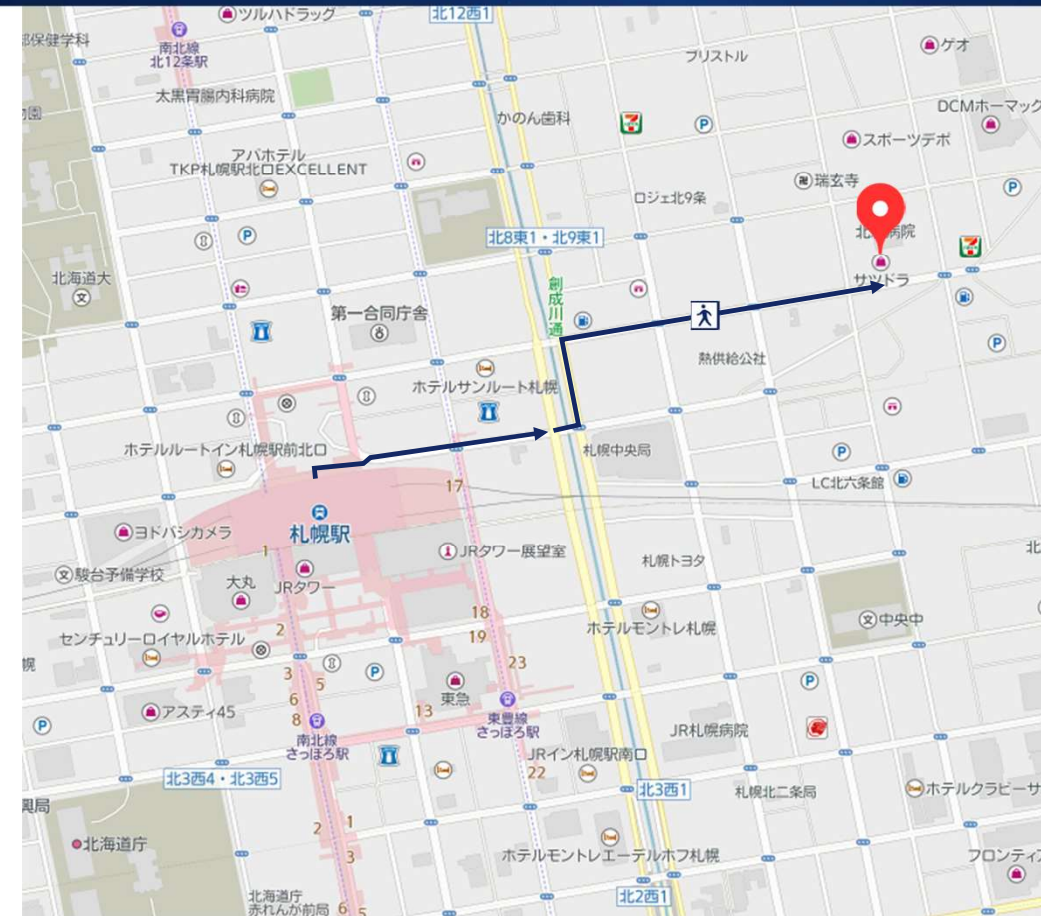 ツルハドラッグ
北12西1
南北線
北12条駅
ブリストル
ゲオ
太黒胃腸内科病院
かのん歯科
DCMホーマック
P
スポーツデポ
アパホテル
TKP札幌駅北口EXCELLENT
瑞玄寺
P
ロジェ北9条
P
北8東1・北9東1
サツドラ
北海道大
文
創成川通
第一合同庁舎
熱供給公社
P
ホテルサンルート札幌
ホテルルートイン札幌駅前北口
札幌中央局
P
LC北六条館
17
ヨドバシカメラ
札幌駅
1
JRタワー展望室
札幌トヨタ
文駿台予備学校
大丸
JRタワー
18
文中央中
センチュリーロイヤルホテル
2
19
ホテルモントレ札幌
3
5
P
23
6
東急
P
P
アスティ45
8
13
東豊線
さっぽろ駅
JR札幌病院
南北線
さっぽろ駅
JRイン札幌駅南口
22
北3西4・北3西5
北3西1
札幌北二条局
ホテルクラビーサ
2
1
北海道庁
3
ホテルモントレエーデルホフ札幌
フロンティア
北海道庁
赤れんが前局
6
5
北2西1